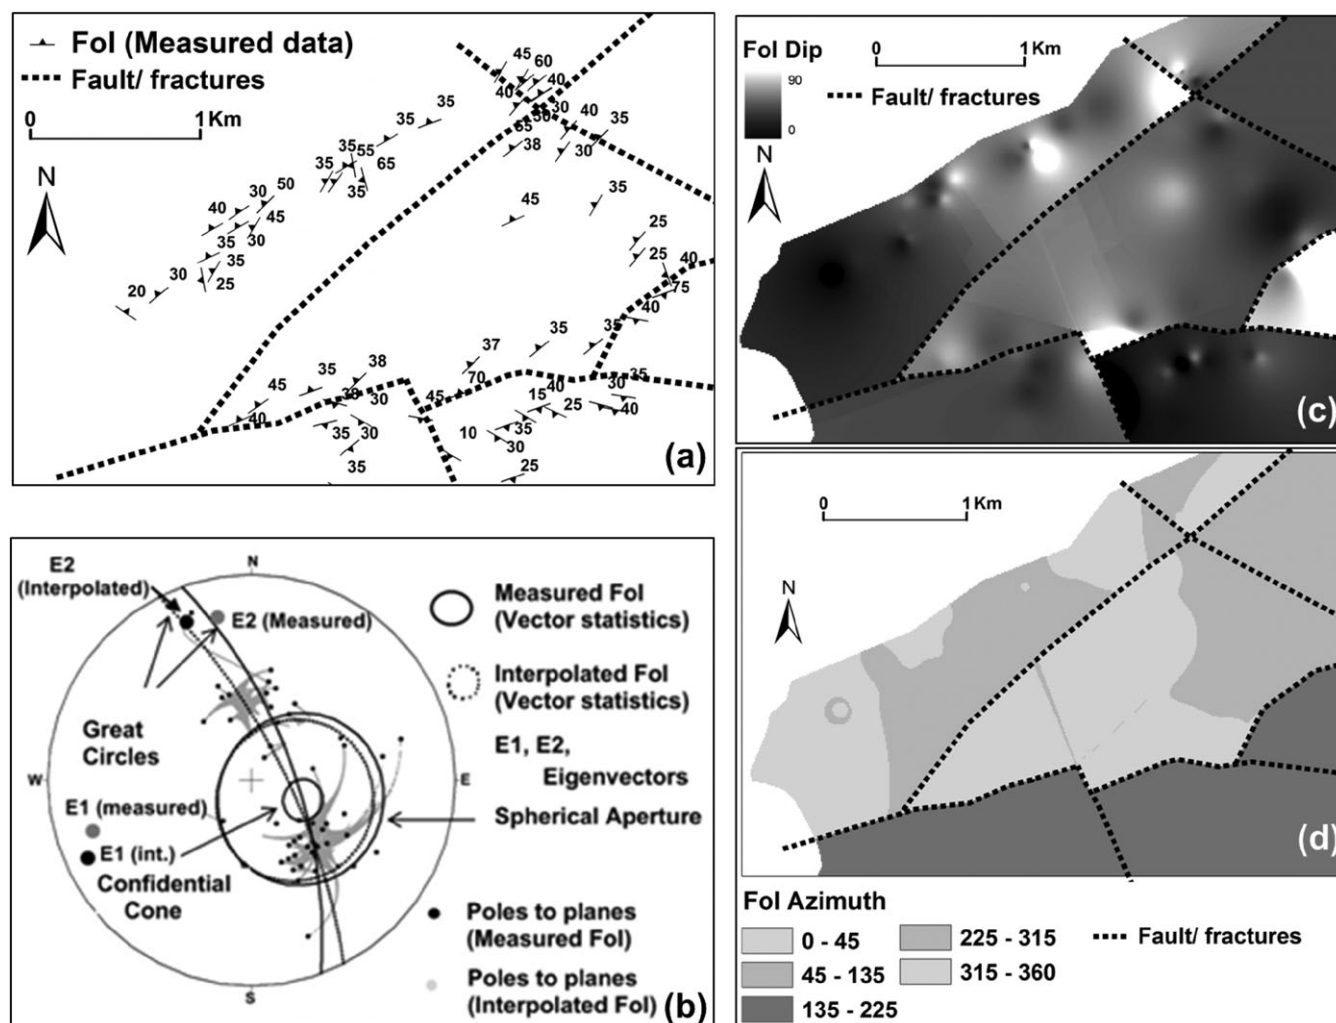 Fol (Measured data)
Fault/ fractures
0 1 Km
N
45
60
40
40
30
50
55
40
35
38
30
35
35
35
55
65
35
35
50
30
40
45
35
30
35
25
30
20
45
35
25
25
40
75
40
35
35
37
70
38
35
45
40
38
30
35
30
35
45
10
15
40
25
35
30
25
30
35
40
(a)
E2
(Interpolated)
N
E2 (Measured)
Great
Circles
W
E
E1 (measured)
E1 (int.)
Confidential
Cone
S
Measured Fol
(Vector statistics)
Interpolated Fol
(Vector statistics)
E1, E2,
Eigenvectors
Spherical Aperture
Poles to planes
(Measured Fol)
Poles to planes
(Interpolated Fol)
(b)
Fol Dip
90
0
0 1 Km
Fault/ fractures
N
(c)
0 1 Km
N
(d)
Fol Azimuth
0 - 45
45 - 135
135 - 225
225 - 315
315 - 360
Fault/ fractures